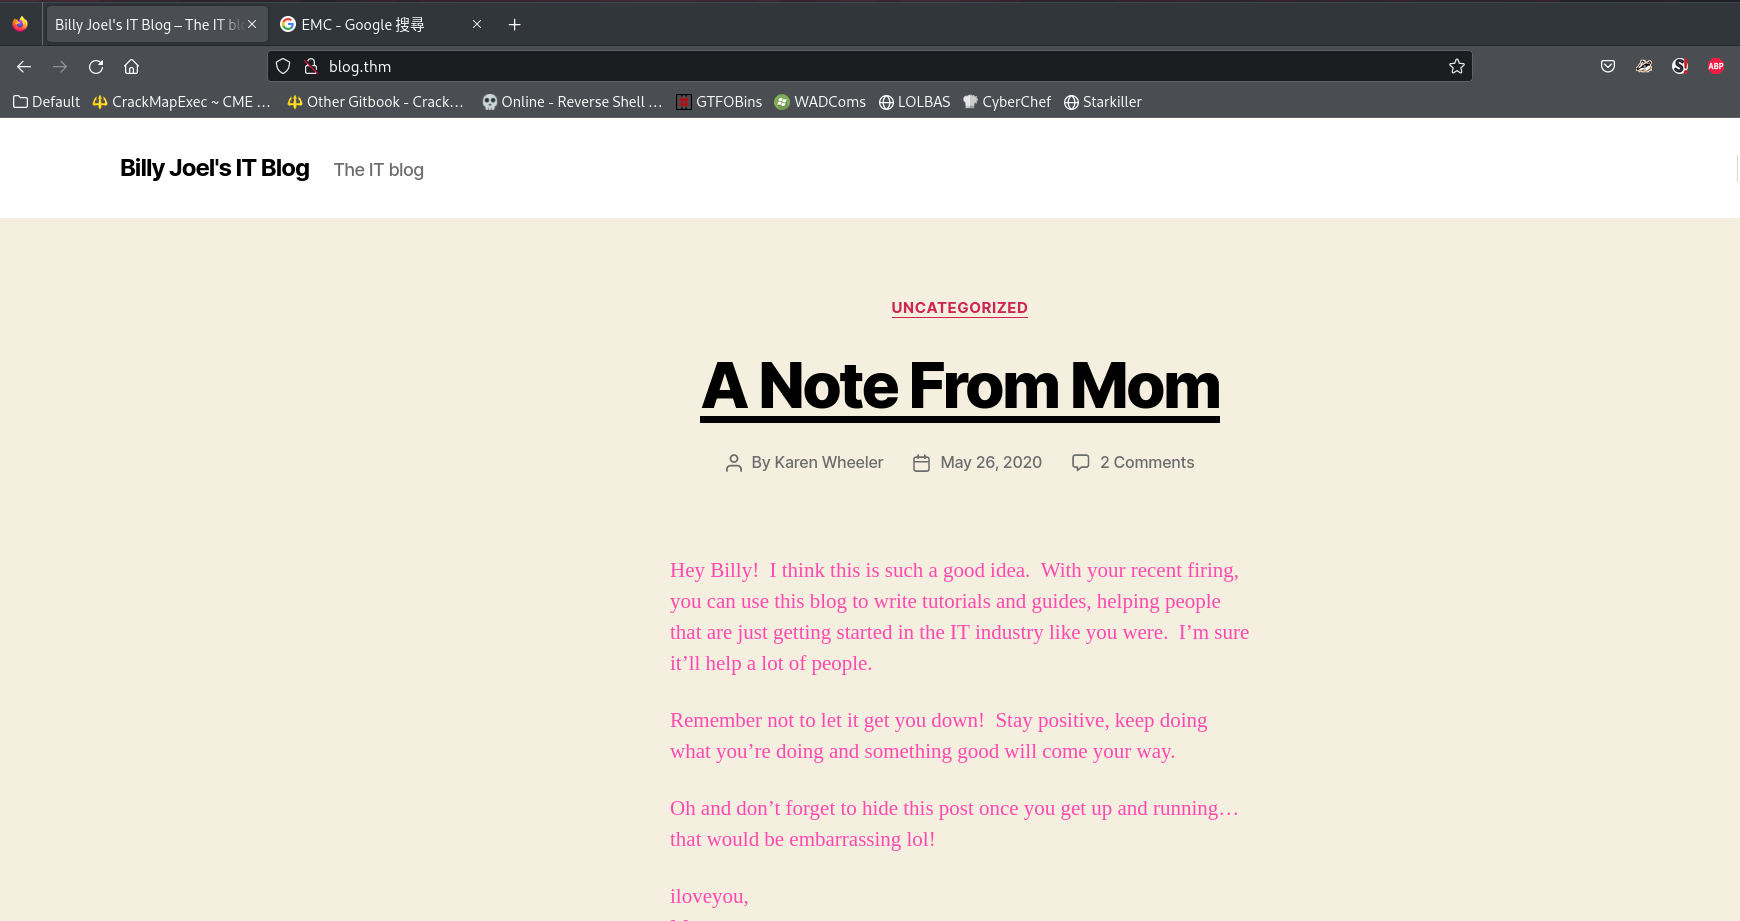 Billy Joel's IT Blog – The IT bl
EMC - Google 搜尋
blog.thm
Default
CrackMapExec ~ CME …
Other Gitbook - Crack…
Online - Reverse Shell …
GTFOBins
WADComs
LOLBAS
CyberChef
Starkiller
ABP
Billy Joel's IT Blog
The IT blog
UNCATEGORIZED
A Note From Mom
By Karen Wheeler
May 26, 2020
2 Comments
Hey Billy!  I think this is such a good idea.  With your recent firing,
you can use this blog to write tutorials and guides, helping people
that are just getting started in the IT industry like you were.  I’m sure
it’ll help a lot of people.
Remember not to let it get you down!  Stay positive, keep doing
what you’re doing and something good will come your way.
Oh and don’t forget to hide this post once you get up and running…
that would be embarrassing lol!
iloveyou,